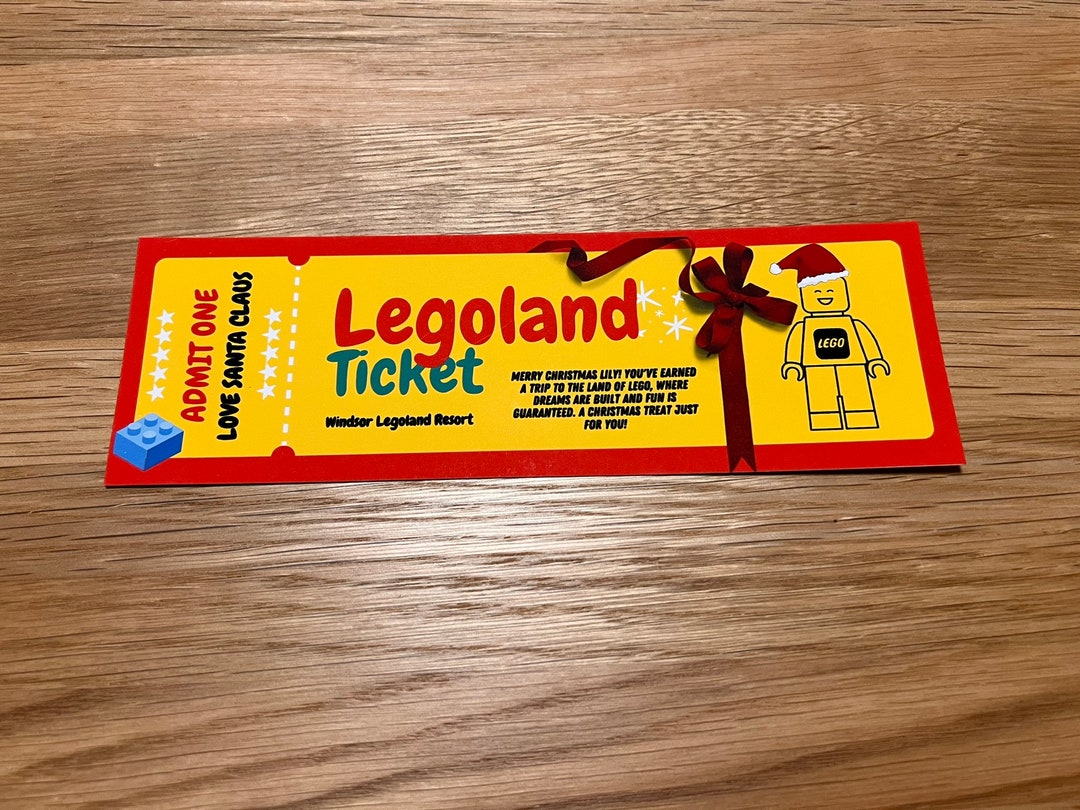 ADMIT ONE
LOVE SANTA CLAUS
Legoland
Ticket
Windsor Legoland Resort
MERRY CHRISTMAS LILY! YOU'VE EARNED
A TRIP TO THE LAND OF LEGO, WHERE
DREAMS ARE BUILT AND FUN IS
GUARANTEED. A CHRISTMAS TREAT JUST
FOR YOU!
LEGO